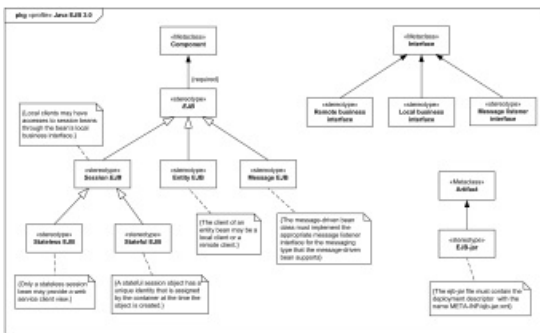 pkg «profile» Java EJB 3.0
«Metaclass»
Component
{required}
«stereotype»
EJB
«Metaclass»
Interface
«stereotype»
Remote business
interface
«stereotype»
Local business
interface
«stereotype»
Message listener
interface
{Local clients may have
accesses to session beans
through the bean's local
business interface.}
«stereotype»
Session EJB
«stereotype»
Entity EJB
«stereotype»
Message EJB
«stereotype»
Stateless EJB
«stereotype»
Stateful EJB
{The client of an
entity bean may be a
local client or a
remote client.}
{The message-driven bean
class must implement the
appropriate message listener
interface for the messaging
type that the message-driven
bean supports}
«Metaclass»
Artifact
«stereotype»
EJB-jar
{Only a stateless session
bean may provide a web
service client view.}
{A stateful session object has a
unique identity that is assigned
by the container at the time
the object is created.}
{The ejb-jar file must contain the
deployment descriptor with the
name META-INF/ejb-jar.xml}